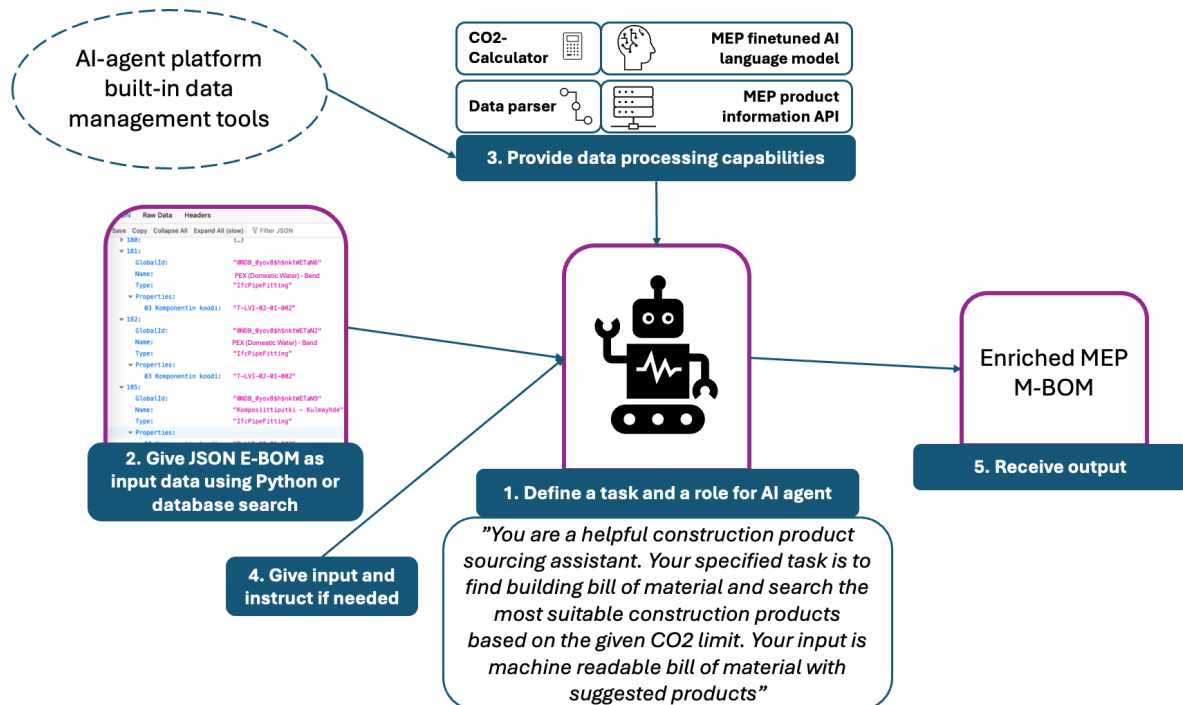 AI-agent platform
built-in data
management tools
CO2-
Calculator
MEP finetuned AI
language model
Data parser
MEP product
information API
3. Provide data processing capabilities
Raw Data Headers
Save Copy Collapse All Expand All (slow) Filter JSON
180: {…}
181:
GlobalId:
Name: PEX (Domestic Water) - Bend
Type: "IfcPipeFitting"
Properties:
03 Komponentin koodi: "T-LVI-02-01-002"
182:
GlobalId:
Name: PEX (Domestic Water) - Bend
Type: "IfcPipeFitting"
Properties:
03 Komponentin koodi: "T-LVI-02-01-002"
185:
GlobalId:
Name: "Komposiittiputki - Kulmayhde"
Type: "IfcPipeFitting"
Properties:
2. Give JSON E-BOM as
input data using Python or
database search
4. Give input and
instruct if needed
1. Define a task and a role for AI agent
”You are a helpful construction product
sourcing assistant. Your specified task is to
find building bill of material and search the
most suitable construction products
based on the given CO2 limit. Your input is
machine readable bill of material with
suggested products”
Enriched MEP
M-BOM
5. Receive output